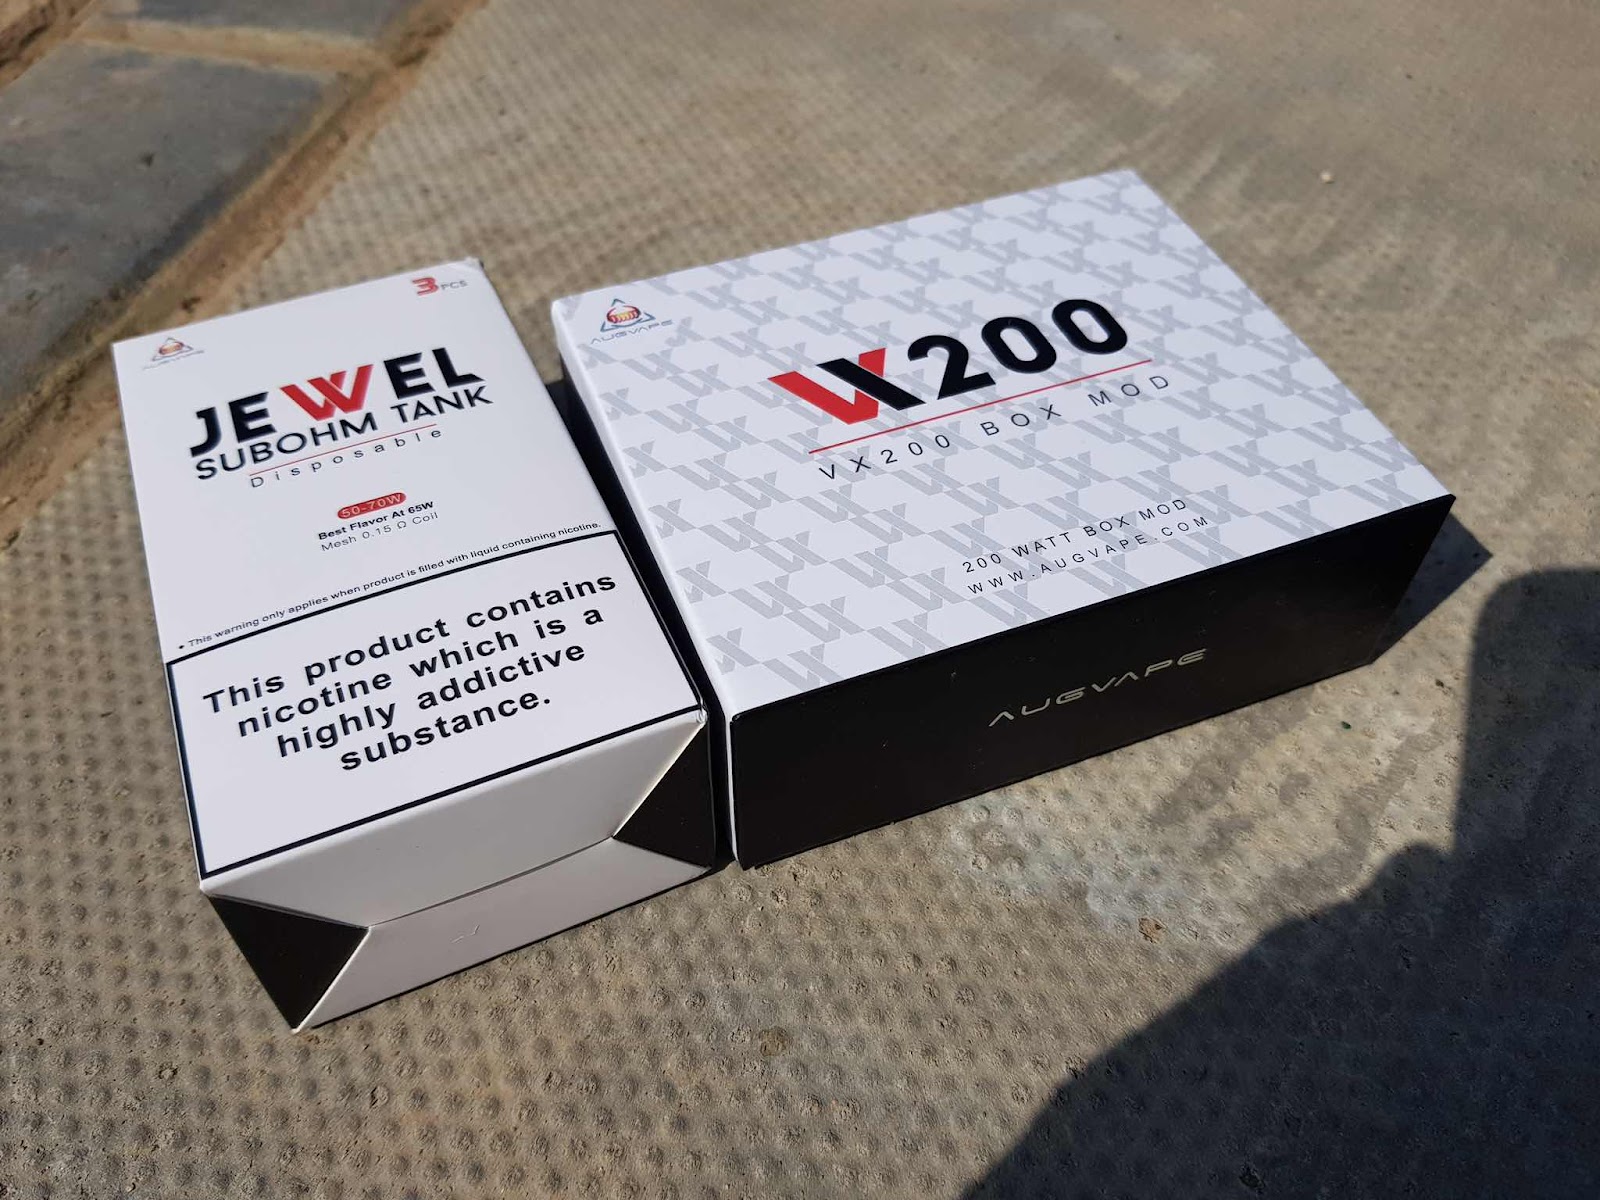 3PCS
AUGVAPE
JEWEL
SUBOHM TANK
Disposable
50-70W
Best Flavor At 65W
Mesh 0.15 Ω Coil
• This warning only applies when product is filled with liquid containing nicotine.
This product contains
nicotine which is a
highly addictive
substance.
AUGVAPE
VX200
VX200 BOX MOD
200 WATT BOX MOD
WWW.AUGVAPE.COM
AUGVAPE